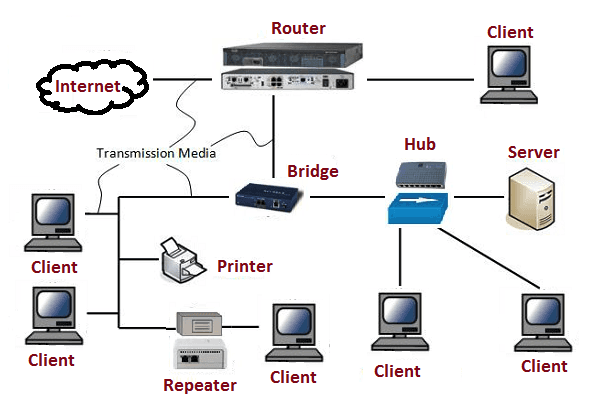 Router
Client
Internet
Transmission Media
Hub
Server
Bridge
Client
Printer
Client
Repeater
Client
Client
Client